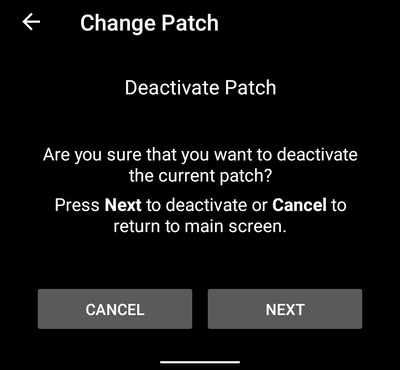 Change Patch
Deactivate Patch
Are you sure that you want to deactivate
the current patch?
Press Next to deactivate or Cancel to
return to main screen.
CANCEL
NEXT